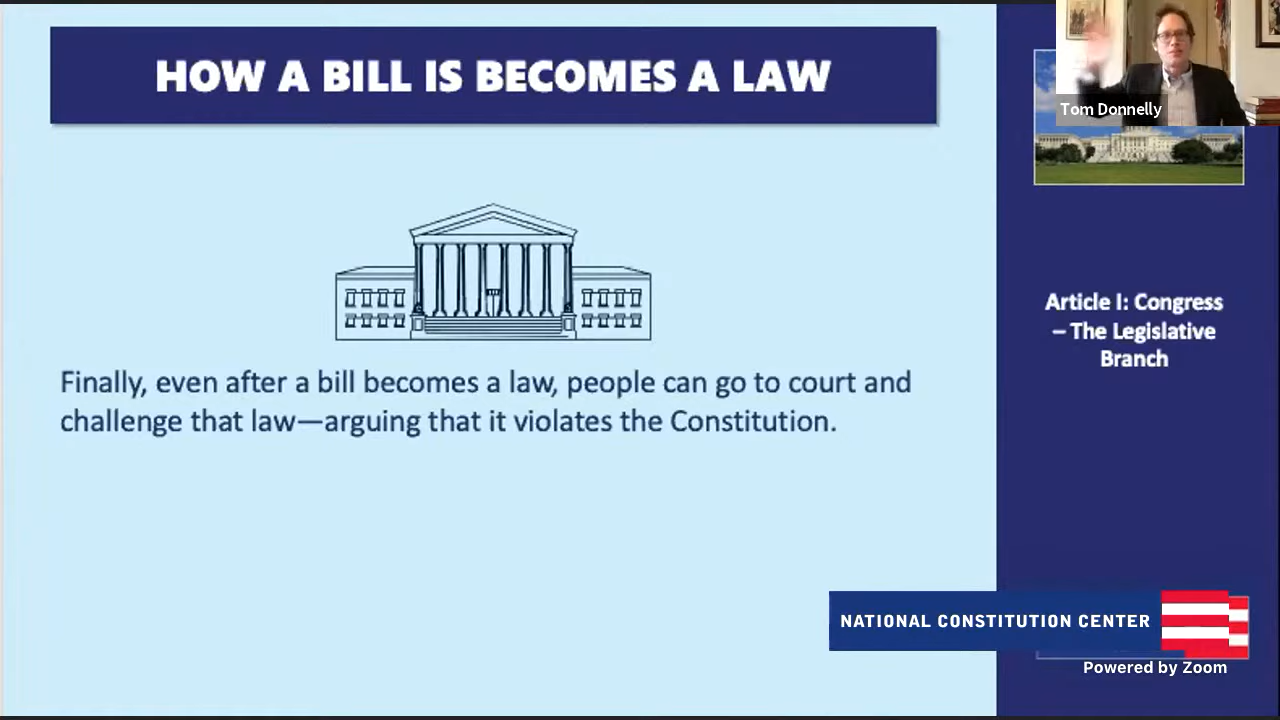 HOW A BILL IS BECOMES A LAW
Tom Donnelly
Finally, even after a bill becomes a law, people can go to court and
challenge that law—arguing that it violates the Constitution.
Article I: Congress
– The Legislative
Branch
NATIONAL CONSTITUTION CENTER
Powered by Zoom